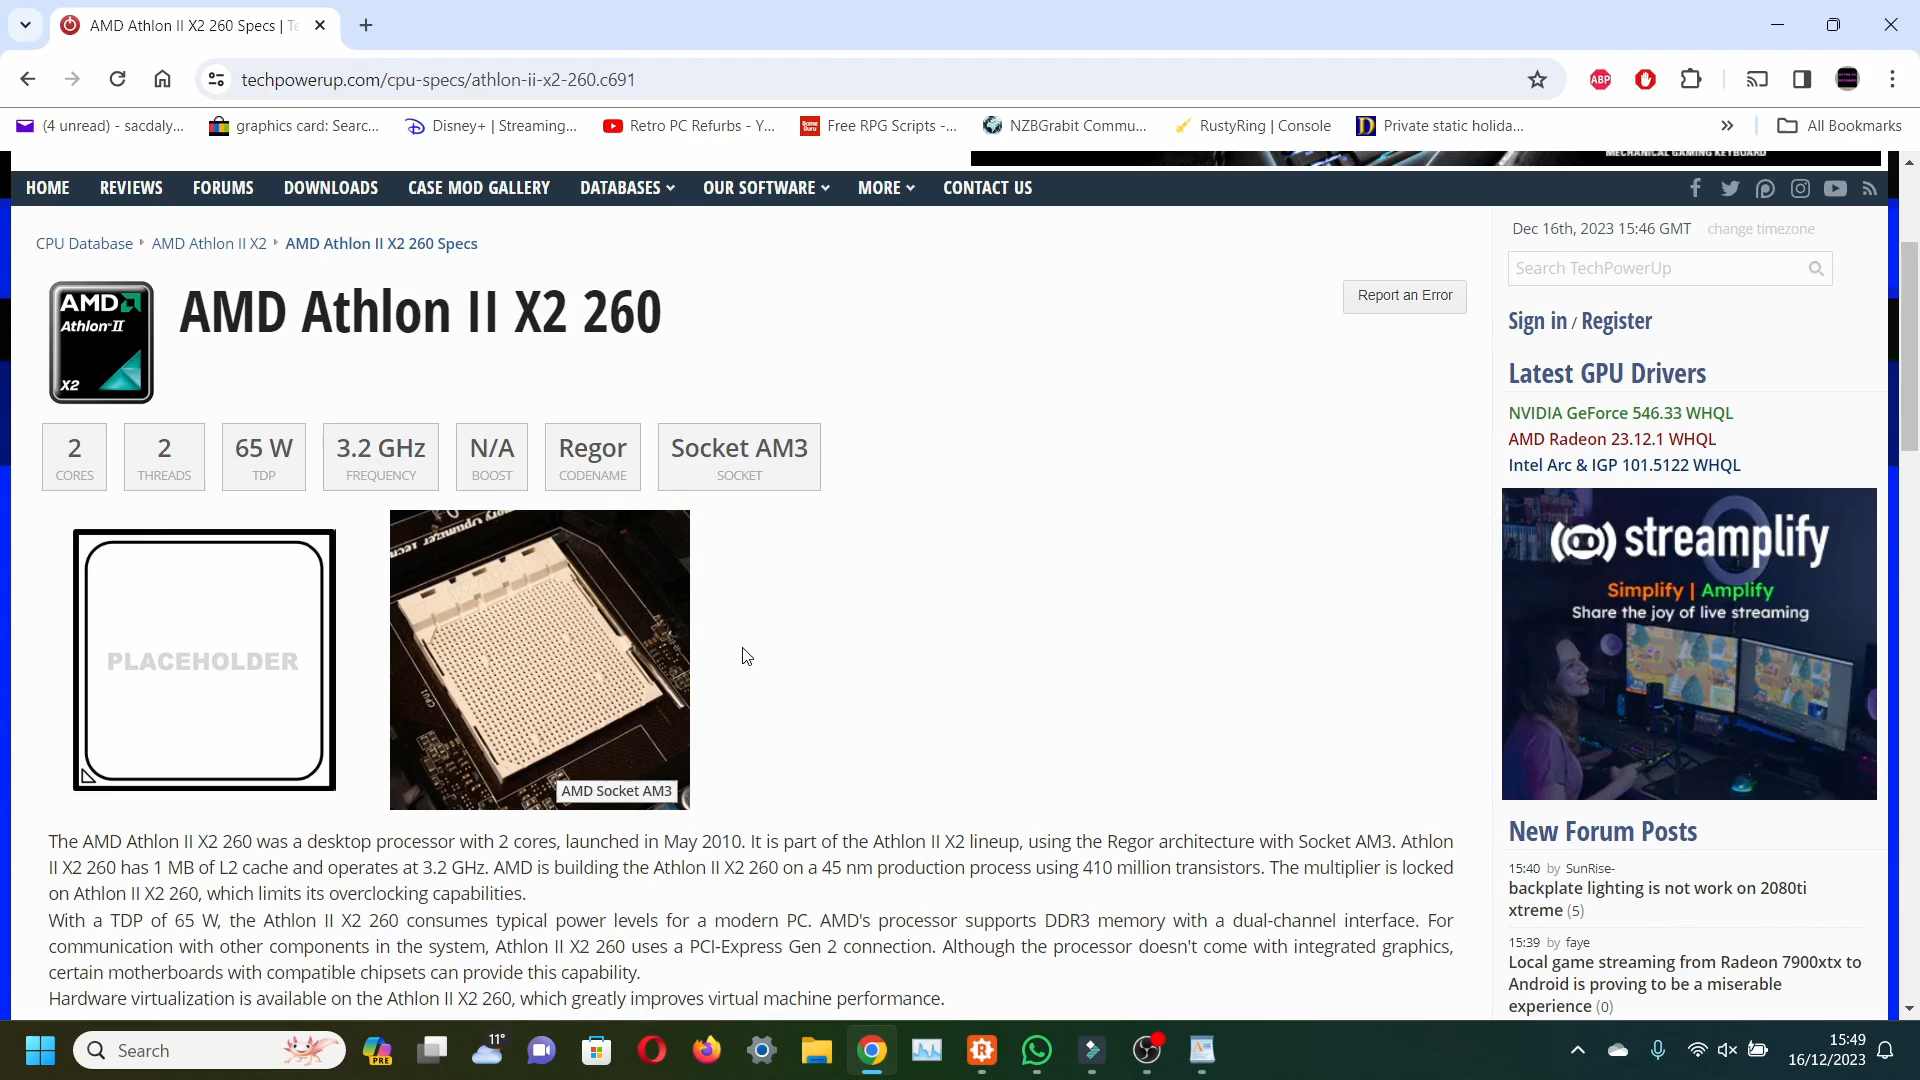 AMD Athlon II X2 260 Specs | Te
techpowerup.com/cpu-specs/athlon-ii-x2-260.c691
ABP
(4 unread) - sacdaly...
graphics card: Searc...
Disney+ | Streaming...
Retro PC Refurbs - Y...
Free RPG Scripts -...
NZBGrabit Commu...
RustyRing | Console
Private static holida...
All Bookmarks
MECHANICAL GAMING KEYBOARD
HOME REVIEWS FORUMS DOWNLOADS CASE MOD GALLERY DATABASES OUR SOFTWARE MORE CONTACT US
CPU Database AMD Athlon II X2 AMD Athlon II X2 260 Specs
AMD
Athlon II
X2
AMD Athlon II X2 260
Report an Error
2
CORES
2
THREADS
65 W
TDP
3.2 GHz
FREQUENCY
N/A
BOOST
Regor
CODENAME
Socket AM3
SOCKET
PLACEHOLDER
CPU1
AMD Socket AM3
The AMD Athlon II X2 260 was a desktop processor with 2 cores, launched in May 2010. It is part of the Athlon II X2 lineup, using the Regor architecture with Socket AM3. Athlon
II X2 260 has 1 MB of L2 cache and operates at 3.2 GHz. AMD is building the Athlon II X2 260 on a 45 nm production process using 410 million transistors. The multiplier is locked
on Athlon II X2 260, which limits its overclocking capabilities.
With a TDP of 65 W, the Athlon II X2 260 consumes typical power levels for a modern PC. AMD's processor supports DDR3 memory with a dual-channel interface. For
communication with other components in the system, Athlon II X2 260 uses a PCI-Express Gen 2 connection. Although the processor doesn't come with integrated graphics,
certain motherboards with compatible chipsets can provide this capability.
Hardware virtualization is available on the Athlon II X2 260, which greatly improves virtual machine performance.
Dec 16th, 2023 15:46 GMT change timezone
Search TechPowerUp
Sign in / Register
Latest GPU Drivers
NVIDIA GeForce 546.33 WHQL
AMD Radeon 23.12.1 WHQL
Intel Arc & IGP 101.5122 WHQL
streamplify
Simplify | Amplify
Share the joy of live streaming
New Forum Posts
15:40 by SunRise-
backplate lighting is not work on 2080ti
xtreme (5)
15:39 by faye
Local game streaming from Radeon 7900xtx to
Android is proving to be a miserable
experience (0)
Search
PRE
11°
15:49
16/12/2023